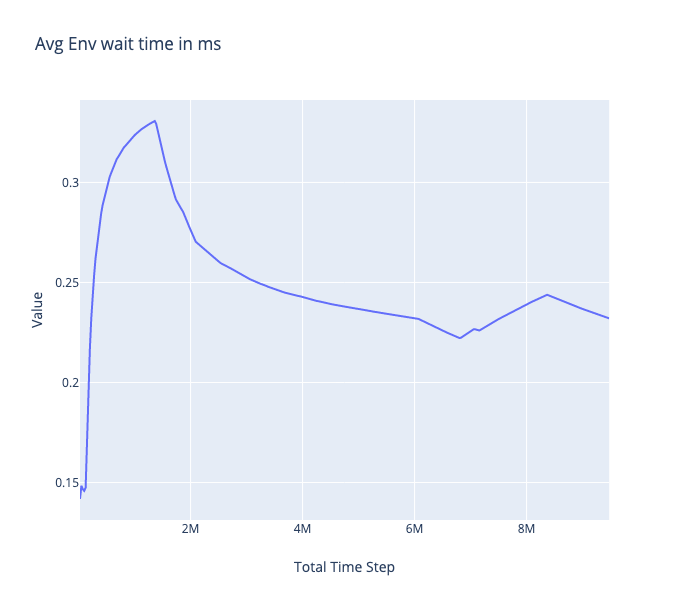 Avg Env wait time in ms
Value
0.3
0.25
0.2
0.15
2M 4M 6M 8M
Total Time Step